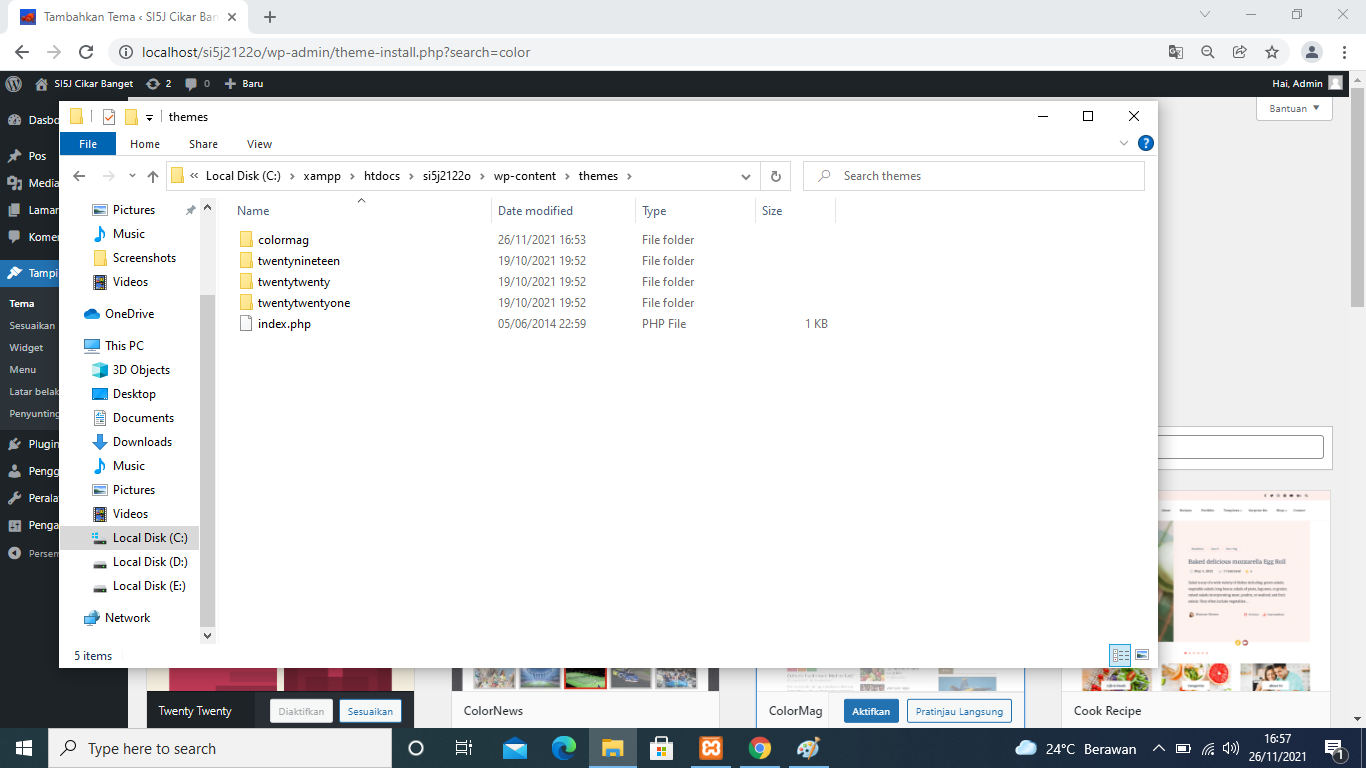 Tambahkan Tema ‹ SI5J Cikar Ban
localhost/si5j2122o/wp-admin/theme-install.php?search=color
SI5J Cikar Banget 2 0 + Baru Hai, Admin
Bantuan ▼
Dasbo
Pos
Media
Laman
Komen
Tampi
Tema
Sesuaikan
Widget
Menu
Latar belak
Penyunting
Plugin
Pengg
Peralat
Penga
Persem
themes
File Home Share View
« Local Disk (C:) > xampp > htdocs > si5j2122o > wp-content > themes >
Search themes
Pictures
Music
Screenshots
Videos
OneDrive
This PC
3D Objects
Desktop
Documents
Downloads
Music
Pictures
Videos
Local Disk (C:)
Local Disk (D:)
Local Disk (E:)
Network
Name Date modified Type Size
colormag 26/11/2021 16:53 File folder
twentynineteen 19/10/2021 19:52 File folder
twentytwenty 19/10/2021 19:52 File folder
twentytwentyone 19/10/2021 19:52 File folder
index.php 05/06/2014 22:59 PHP File 1 KB
5 items
Baked delicious mozzarella Egg Roll
Twenty Twenty Diaktifkan Sesuaikan
ColorNews
ColorMag Aktifkan Pratinjau Langsung
Cook Recipe
Type here to search
24°C Berawan
16:57
26/11/2021
1